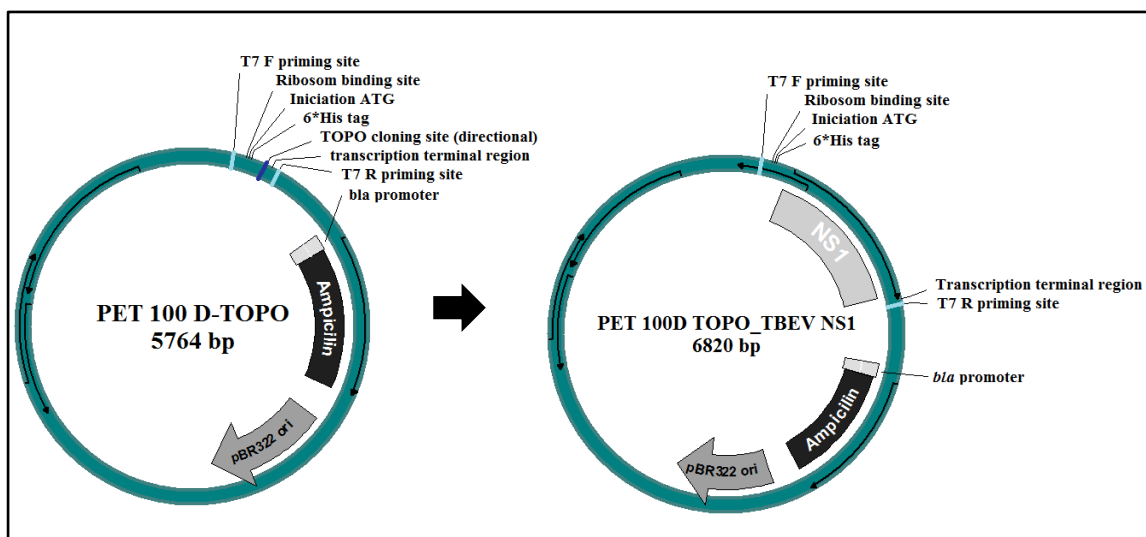 T7 F priming site
Ribosom binding site
Iniciation ATG
6*His tag
TOPO cloning site (directional)
transcription terminal region
T7 R priming site
bla promoter
Ampicilin
PET 100 D-TOPO
5764 bp
pBR322 ori
T7 F priming site
Ribosom binding site
Iniciation ATG
6*His tag
NS1
Transcription terminal region
T7 R priming site
PET 100D TOPO_TBEV NS1
6820 bp
bla promoter
Ampicilin
pBR322 ori